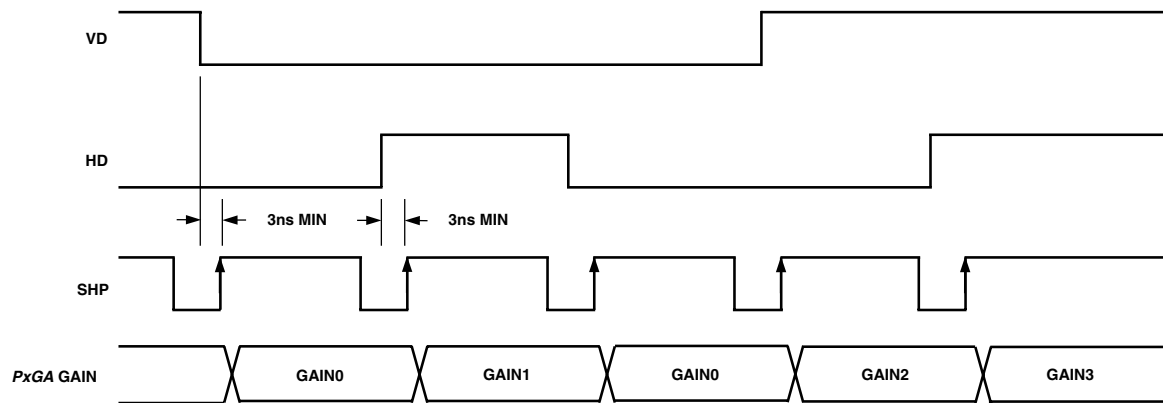 VD
HD
3ns MIN 3ns MIN
SHP
PxGA GAIN GAIN0 GAIN1 GAIN0 GAIN2 GAIN3